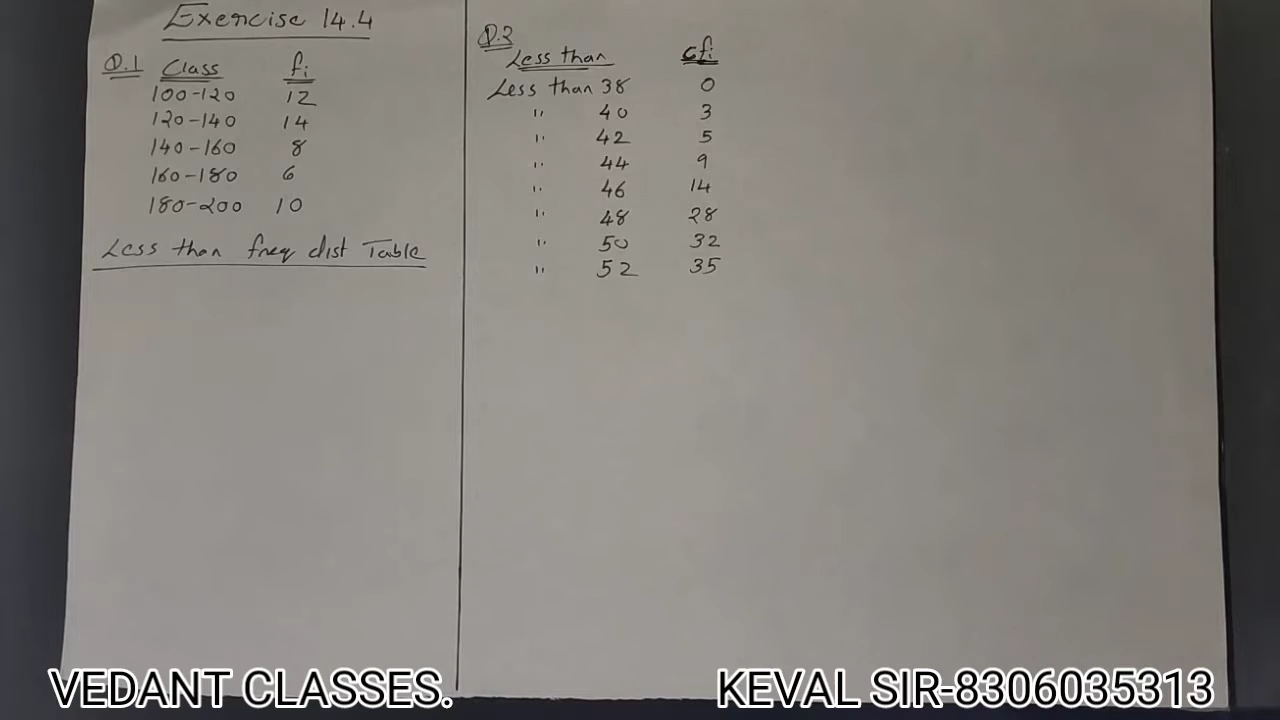 Exercise 14.4
Q.1 Class fi
100-120 12
120-140 14
140-160 8
160-180 6
180-200 10
Less than freq dist Table
Q.2
Less than cfi
Less than 38 0
" 40 3
" 42 5
" 44 9
" 46 14
" 48 28
" 50 32
" 52 35
VEDANT CLASSES.
KEVAL SIR-8306035313